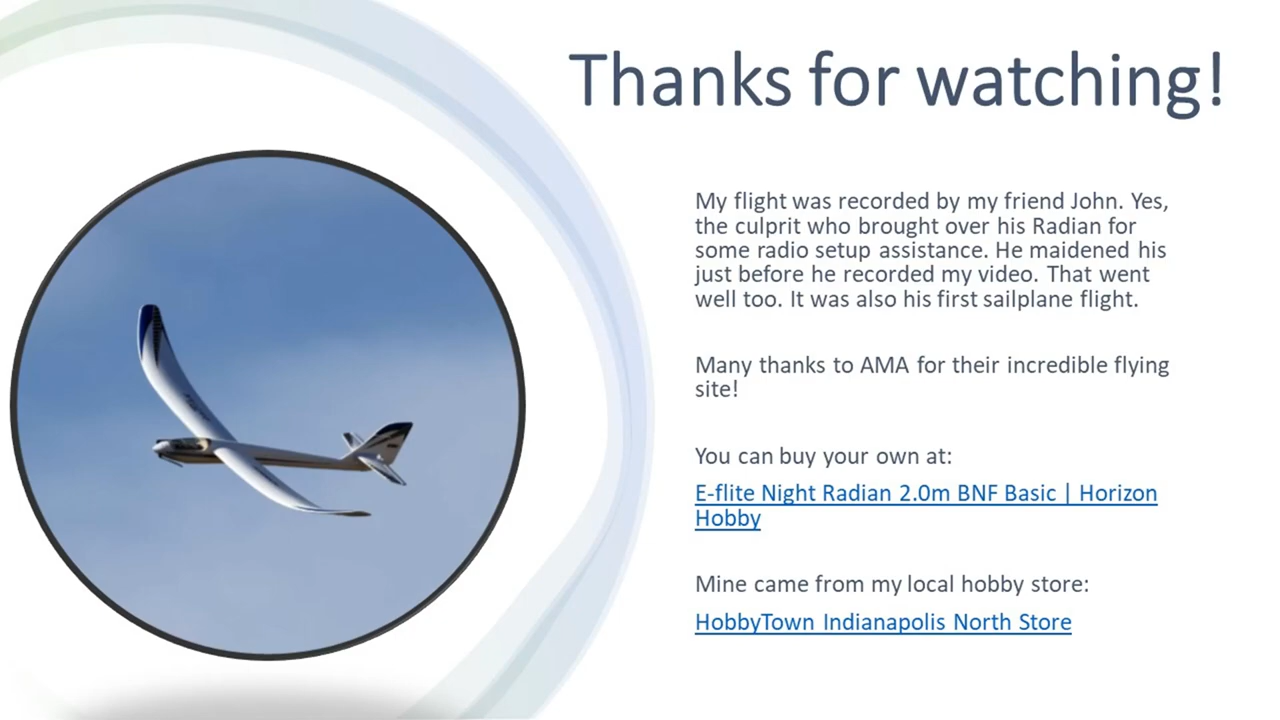 Thanks for watching!
My flight was recorded by my friend John. Yes,
the culprit who brought over his Radian for
some radio setup assistance. He maidened his
just before he recorded my video. That went
well too. It was also his first sailplane flight.
Many thanks to AMA for their incredible flying
site!
You can buy your own at:
E-flite Night Radian 2.0m BNF Basic | Horizon
Hobby
Mine came from my local hobby store:
HobbyTown Indianapolis North Store